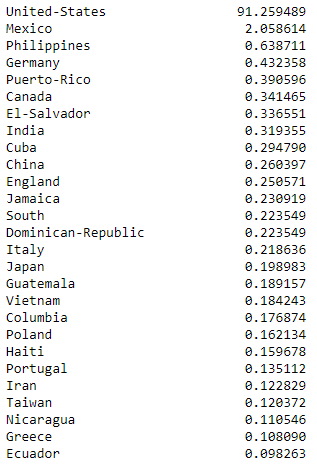 United-States 91.259489
Mexico 2.058614
Philippines 0.638711
Germany 0.432358
Puerto-Rico 0.390596
Canada 0.341465
El-Salvador 0.336551
India 0.319355
Cuba 0.294790
China 0.260397
England 0.250571
Jamaica 0.230919
South 0.223549
Dominican-Republic 0.223549
Italy 0.218636
Japan 0.198983
Guatemala 0.189157
Vietnam 0.184243
Columbia 0.176874
Poland 0.162134
Haiti 0.159678
Portugal 0.135112
Iran 0.122829
Taiwan 0.120372
Nicaragua 0.110546
Greece 0.108090
Ecuador 0.098263